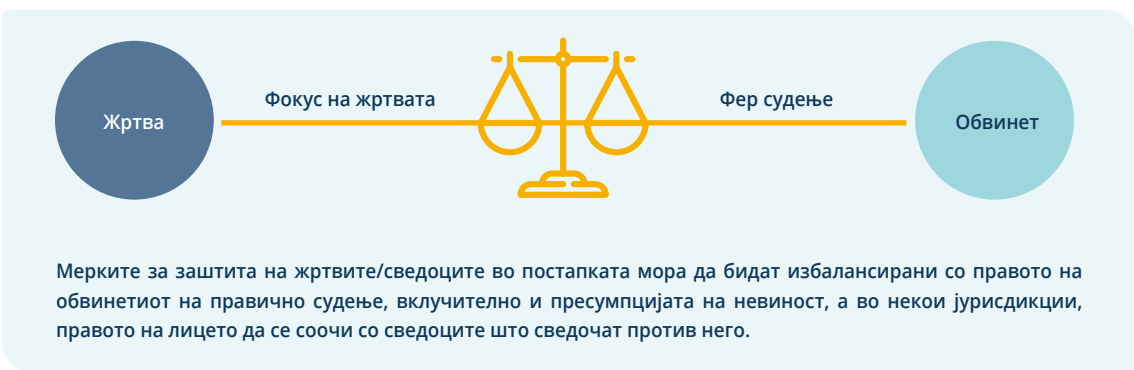 Фокус на жртвата
Фер судење
Жртва
Обвинет
Мерките за заштита на жртвите/сведоците во постапката мора да бидат избалансирани со правото на
обвинетиот на правично судење, вклучително и пресумпцијата на невиност, а во некои јурисдикции,
правото на лицето да се соочи со сведоците што сведочат против него.